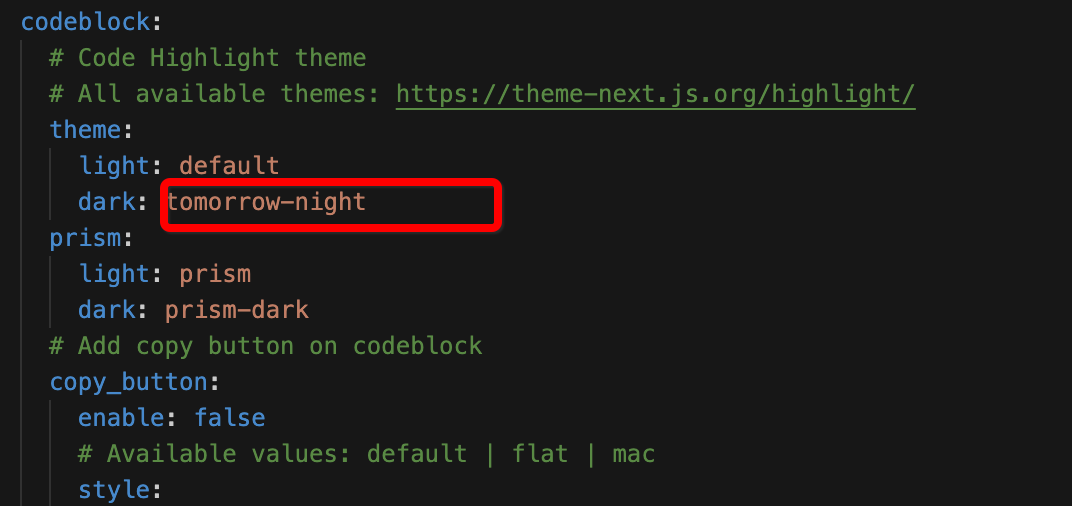 codeblock:
# Code Highlight theme
# All available themes: https://theme-next.js.org/highlight/
theme:
light: default
dark: tomorrow-night
prism:
light: prism
dark: prism-dark
# Add copy button on codeblock
copy_button:
enable: false
# Available values: default | flat | mac
style: